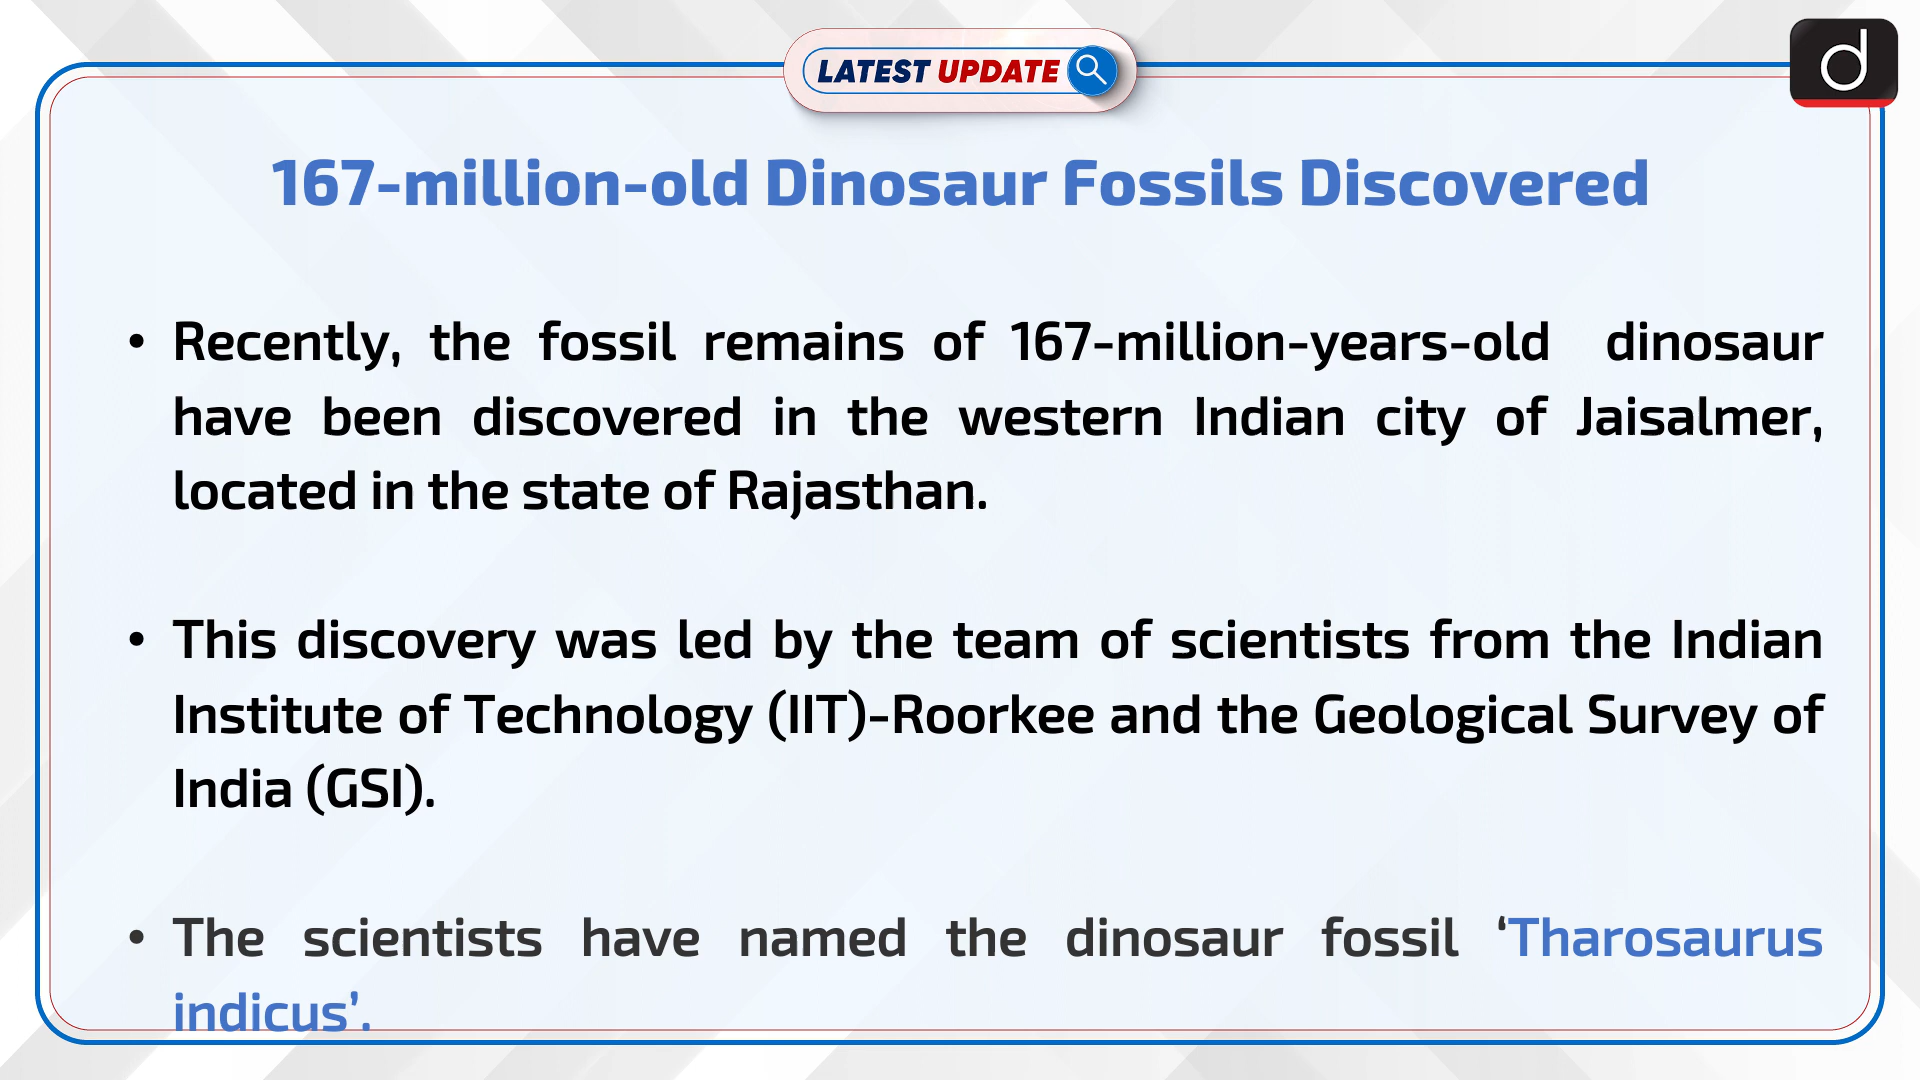 LATEST UPDATE
d
167-million-old Dinosaur Fossils Discovered
• Recently, the fossil remains of 167-million-years-old dinosaur
have been discovered in the western Indian city of Jaisalmer,
located in the state of Rajasthan.
• This discovery was led by the team of scientists from the Indian
Institute of Technology (IIT)-Roorkee and the Geological Survey of
India (GSI).
• The scientists have named the dinosaur fossil ‘Tharosaurus
indicus’.